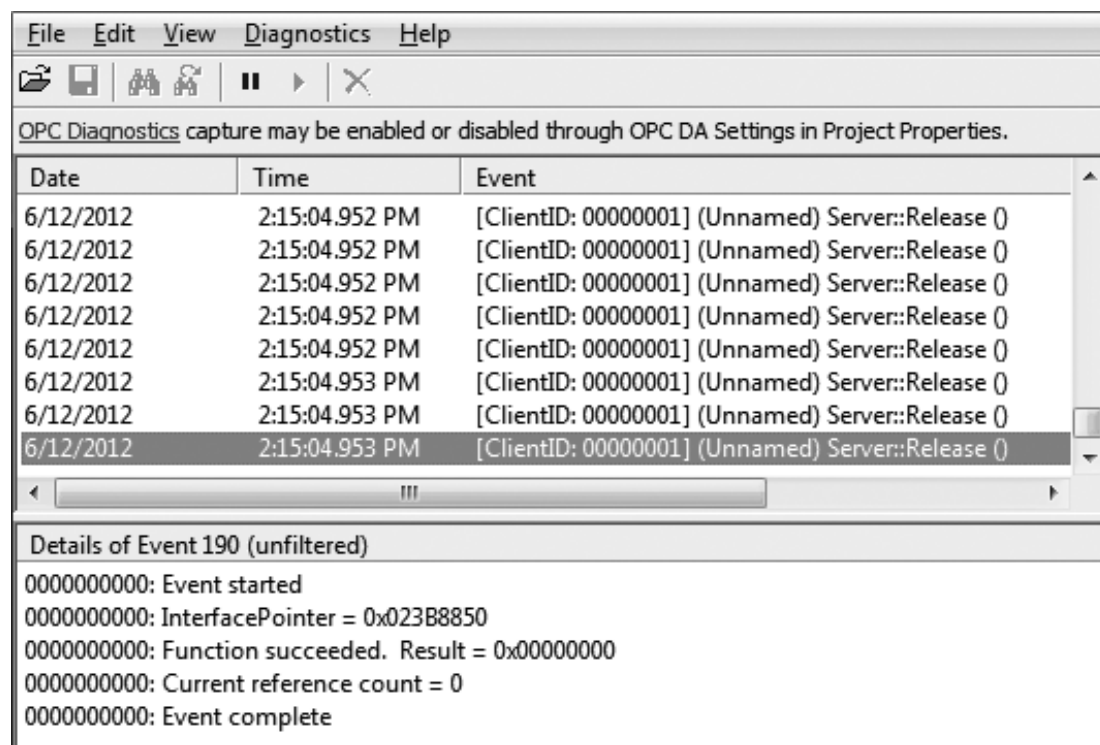 File Edit View Diagnostics Help
OPC Diagnostics capture may be enabled or disabled through OPC DA Settings in Project Properties.
Date Time Event
6/12/2012 2:15:04.952 PM [ClientID: 00000001] (Unnamed) Server::Release ()
6/12/2012 2:15:04.952 PM [ClientID: 00000001] (Unnamed) Server::Release ()
6/12/2012 2:15:04.952 PM [ClientID: 00000001] (Unnamed) Server::Release ()
6/12/2012 2:15:04.952 PM [ClientID: 00000001] (Unnamed) Server::Release ()
6/12/2012 2:15:04.952 PM [ClientID: 00000001] (Unnamed) Server::Release ()
6/12/2012 2:15:04.953 PM [ClientID: 00000001] (Unnamed) Server::Release ()
6/12/2012 2:15:04.953 PM [ClientID: 00000001] (Unnamed) Server::Release ()
6/12/2012 2:15:04.953 PM [ClientID: 00000001] (Unnamed) Server::Release ()
Details of Event 190 (unfiltered)
0000000000: Event started
0000000000: InterfacePointer = 0x023B8850
0000000000: Function succeeded.  Result = 0x00000000
0000000000: Current reference count = 0
0000000000: Event complete